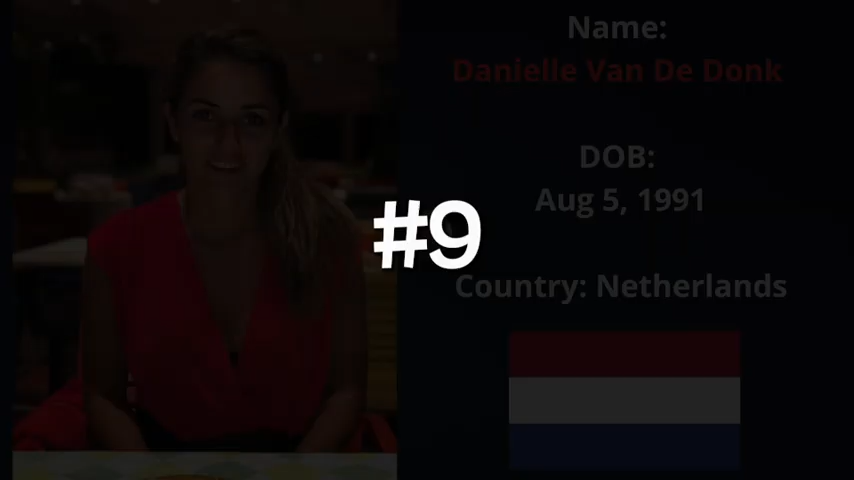 Name:
Danielle Van De Donk
DOB:
Aug 5, 1991
#9
Country: Netherlands